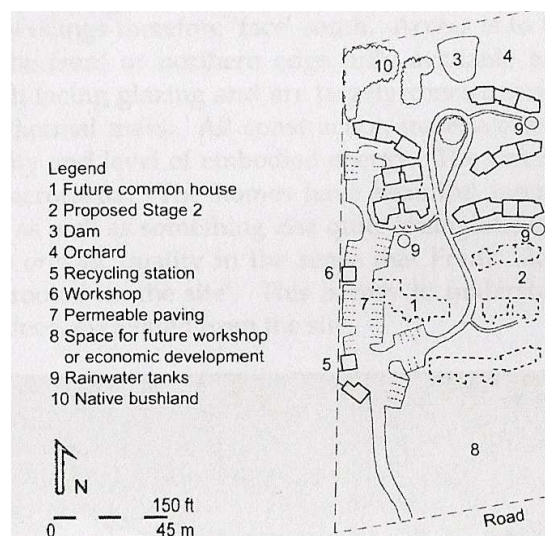 Legend
1 Future common house
2 Proposed Stage 2
3 Dam
4 Orchard
5 Recycling station
6 Workshop
7 Permeable paving
8 Space for future workshop
or economic development
9 Rainwater tanks
10 Native bushland
N
150 ft
0 45 m
10
3
4
9
9
9
2
6
7
1
5
8
Road